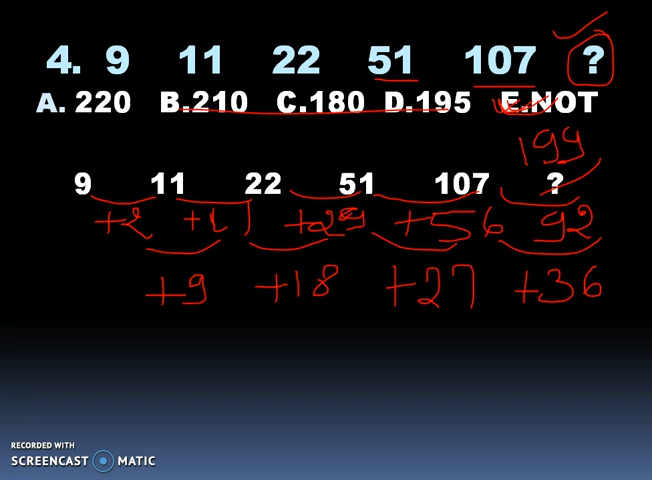 4. 9 11 22 51 107 ?
A. 220 B.210 C.180 D.195 E.NOT
199
9 11 22 51 107 ?
+2 +11 +29 +56 92
+9 +18 +27 +36
RECORDED WITH
SCREENCAST MATIC